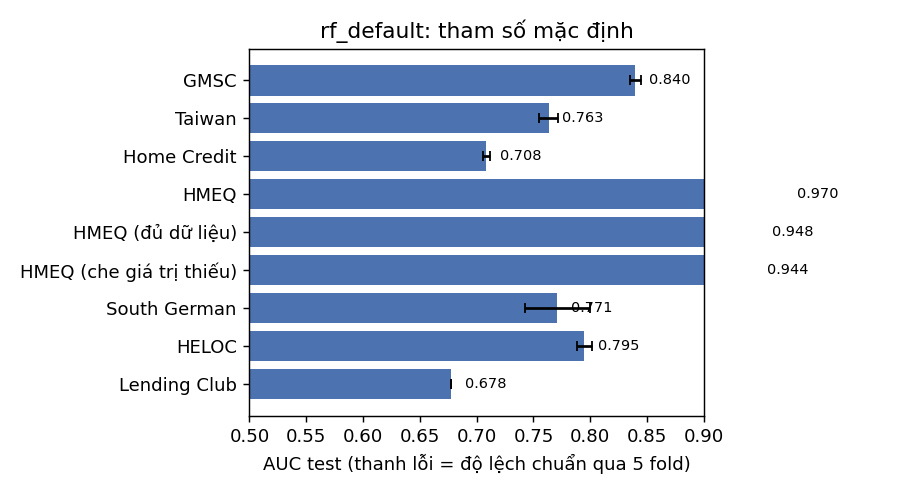 rf_default: tham số mặc định
GMSC 0.840
Taiwan 0.763
Home Credit 0.708
HMEQ 0.970
HMEQ (đủ dữ liệu) 0.948
HMEQ (che giá trị thiếu) 0.944
South German 0.771
HELOC 0.795
Lending Club 0.678
0.50 0.55 0.60 0.65 0.70 0.75 0.80 0.85 0.90
AUC test (thanh lỗi = độ lệch chuẩn qua 5 fold)